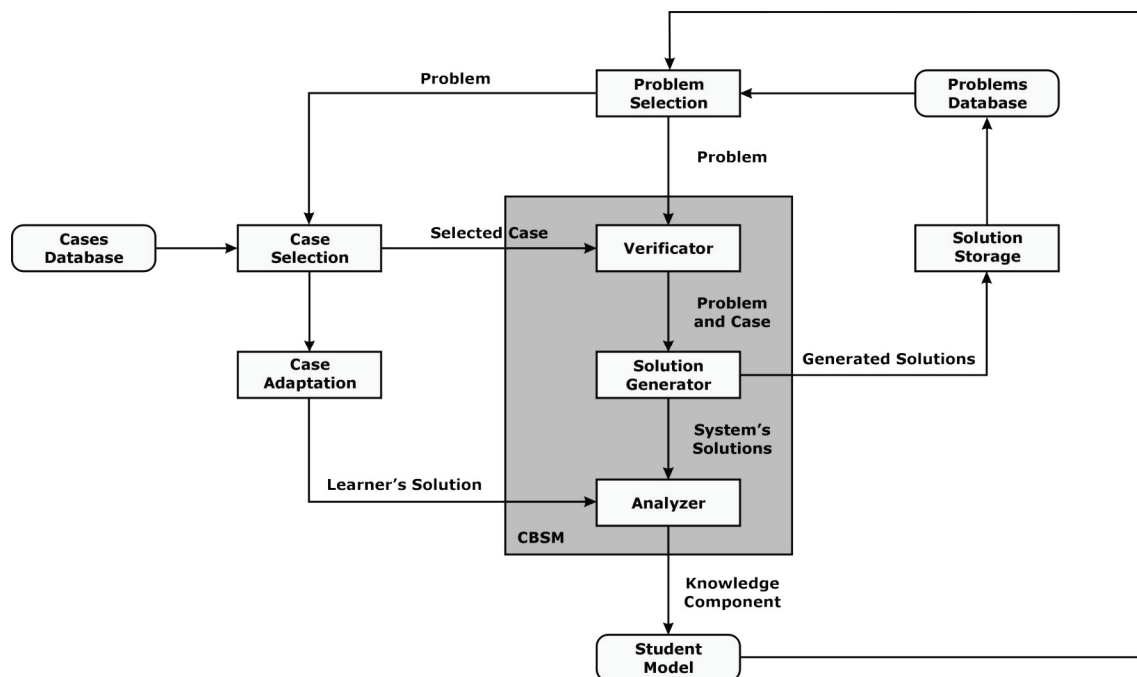 Problem
Problem
Selection
Problems
Database
Problem
Cases
Database
Case
Selection
Selected Case
Verificator
Solution
Storage
Problem
and Case
Case
Adaptation
Solution
Generator
Generated Solutions
System’s
Solutions
Learner’s Solution
Analyzer
CBSM
Knowledge
Component
Student
Model